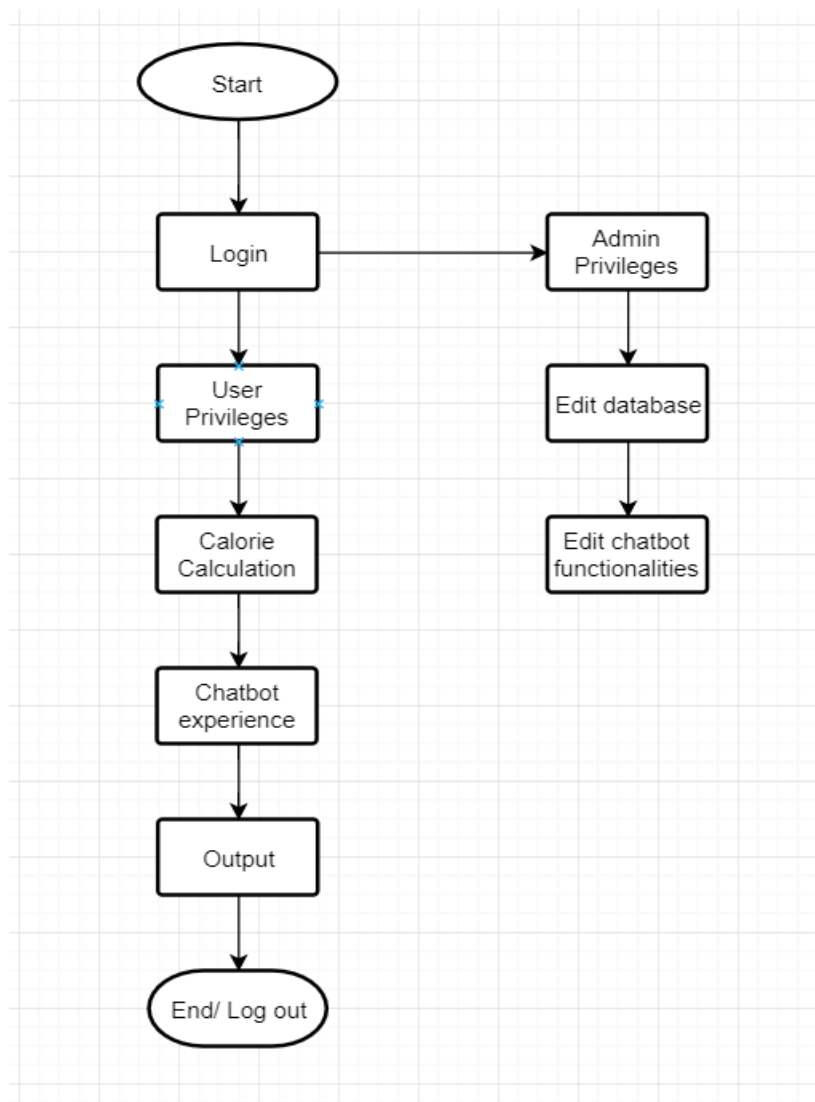 Start
Login
Admin
Privileges
User
Privileges
Edit database
Calorie
Calculation
Edit chatbot
functionalities
Chatbot
experience
Output
End/ Log out